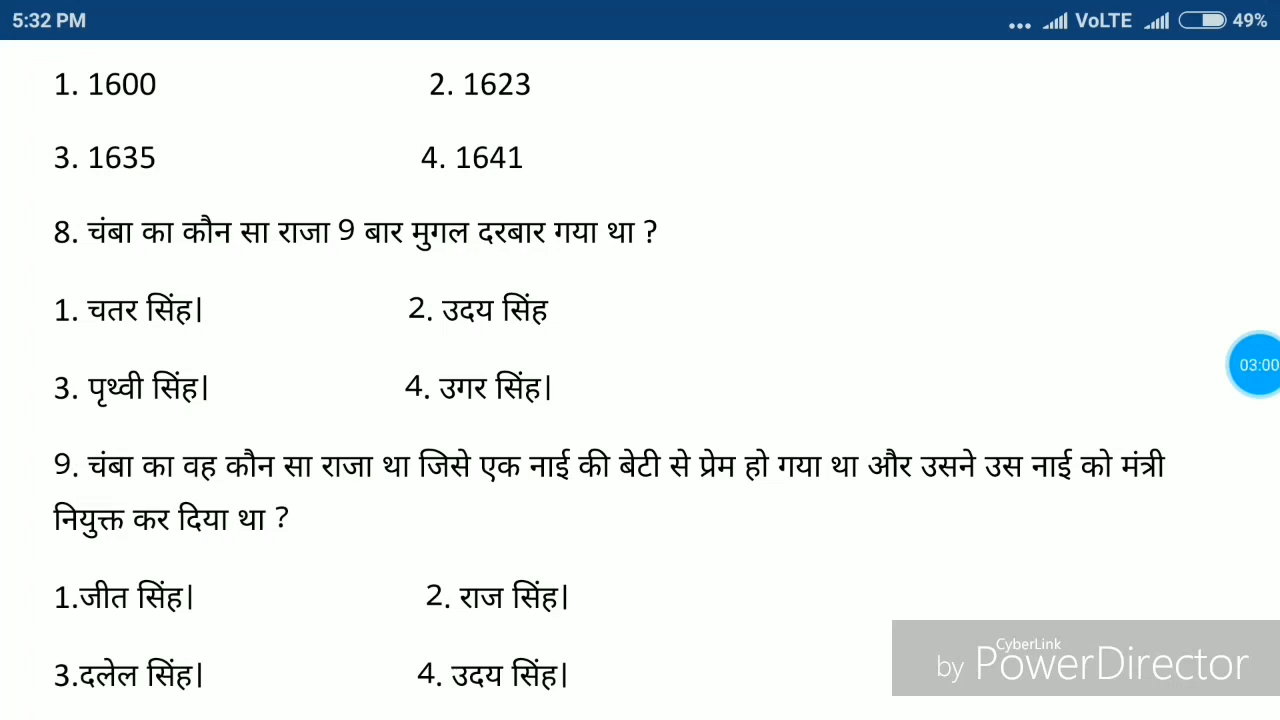 5:32 PM ... VoLTE 49%
1. 1600 2. 1623
3. 1635 4. 1641
8. चंबा का कौन सा राजा 9 बार मुगल दरबार गया था ?
1. चतर सिंह। 2. उदय सिंह
3. पृथ्वी सिंह। 4. उगर सिंह।
03:00
9. चंबा का वह कौन सा राजा था जिसे एक नाई की बेटी से प्रेम हो गया था और उसने उस नाई को मंत्री
नियुक्त कर दिया था ?
1.जीत सिंह। 2. राज सिंह।
3.दलेल सिंह। 4. उदय सिंह।
CyberLink
by PowerDirector